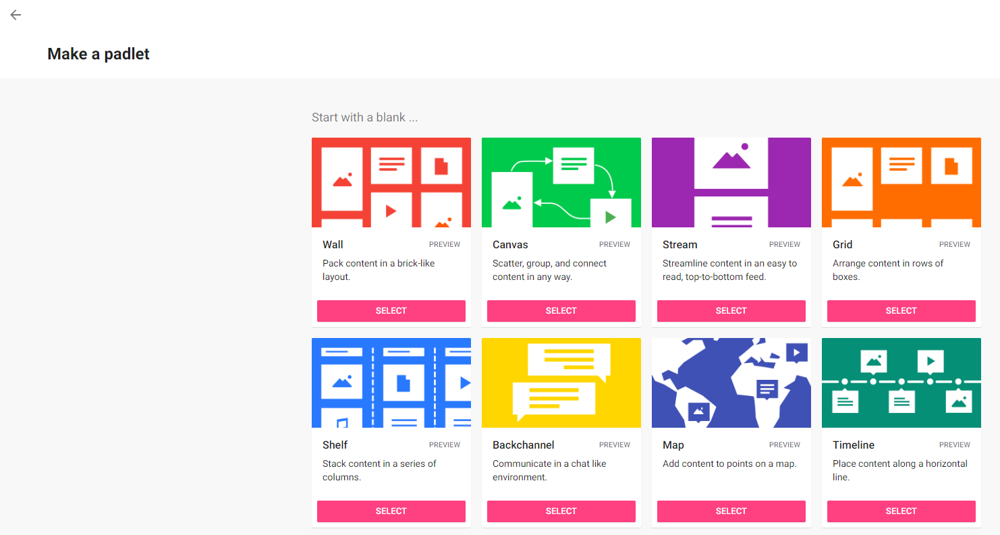 Make a padlet
Start with a blank ...
Wall
PREVIEW
Pack content in a brick-like
layout.
SELECT
Canvas
PREVIEW
Scatter, group, and connect
content in any way.
SELECT
Stream
PREVIEW
Streamline content in an easy to
read, top-to-bottom feed.
SELECT
Grid
PREVIEW
Arrange content in rows of
boxes.
SELECT
Shelf
PREVIEW
Stack content in a series of
columns.
SELECT
Backchannel
PREVIEW
Communicate in a chat like
environment.
SELECT
Map
PREVIEW
Add content to points on a map.
SELECT
Timeline
PREVIEW
Place content along a horizontal
line.
SELECT